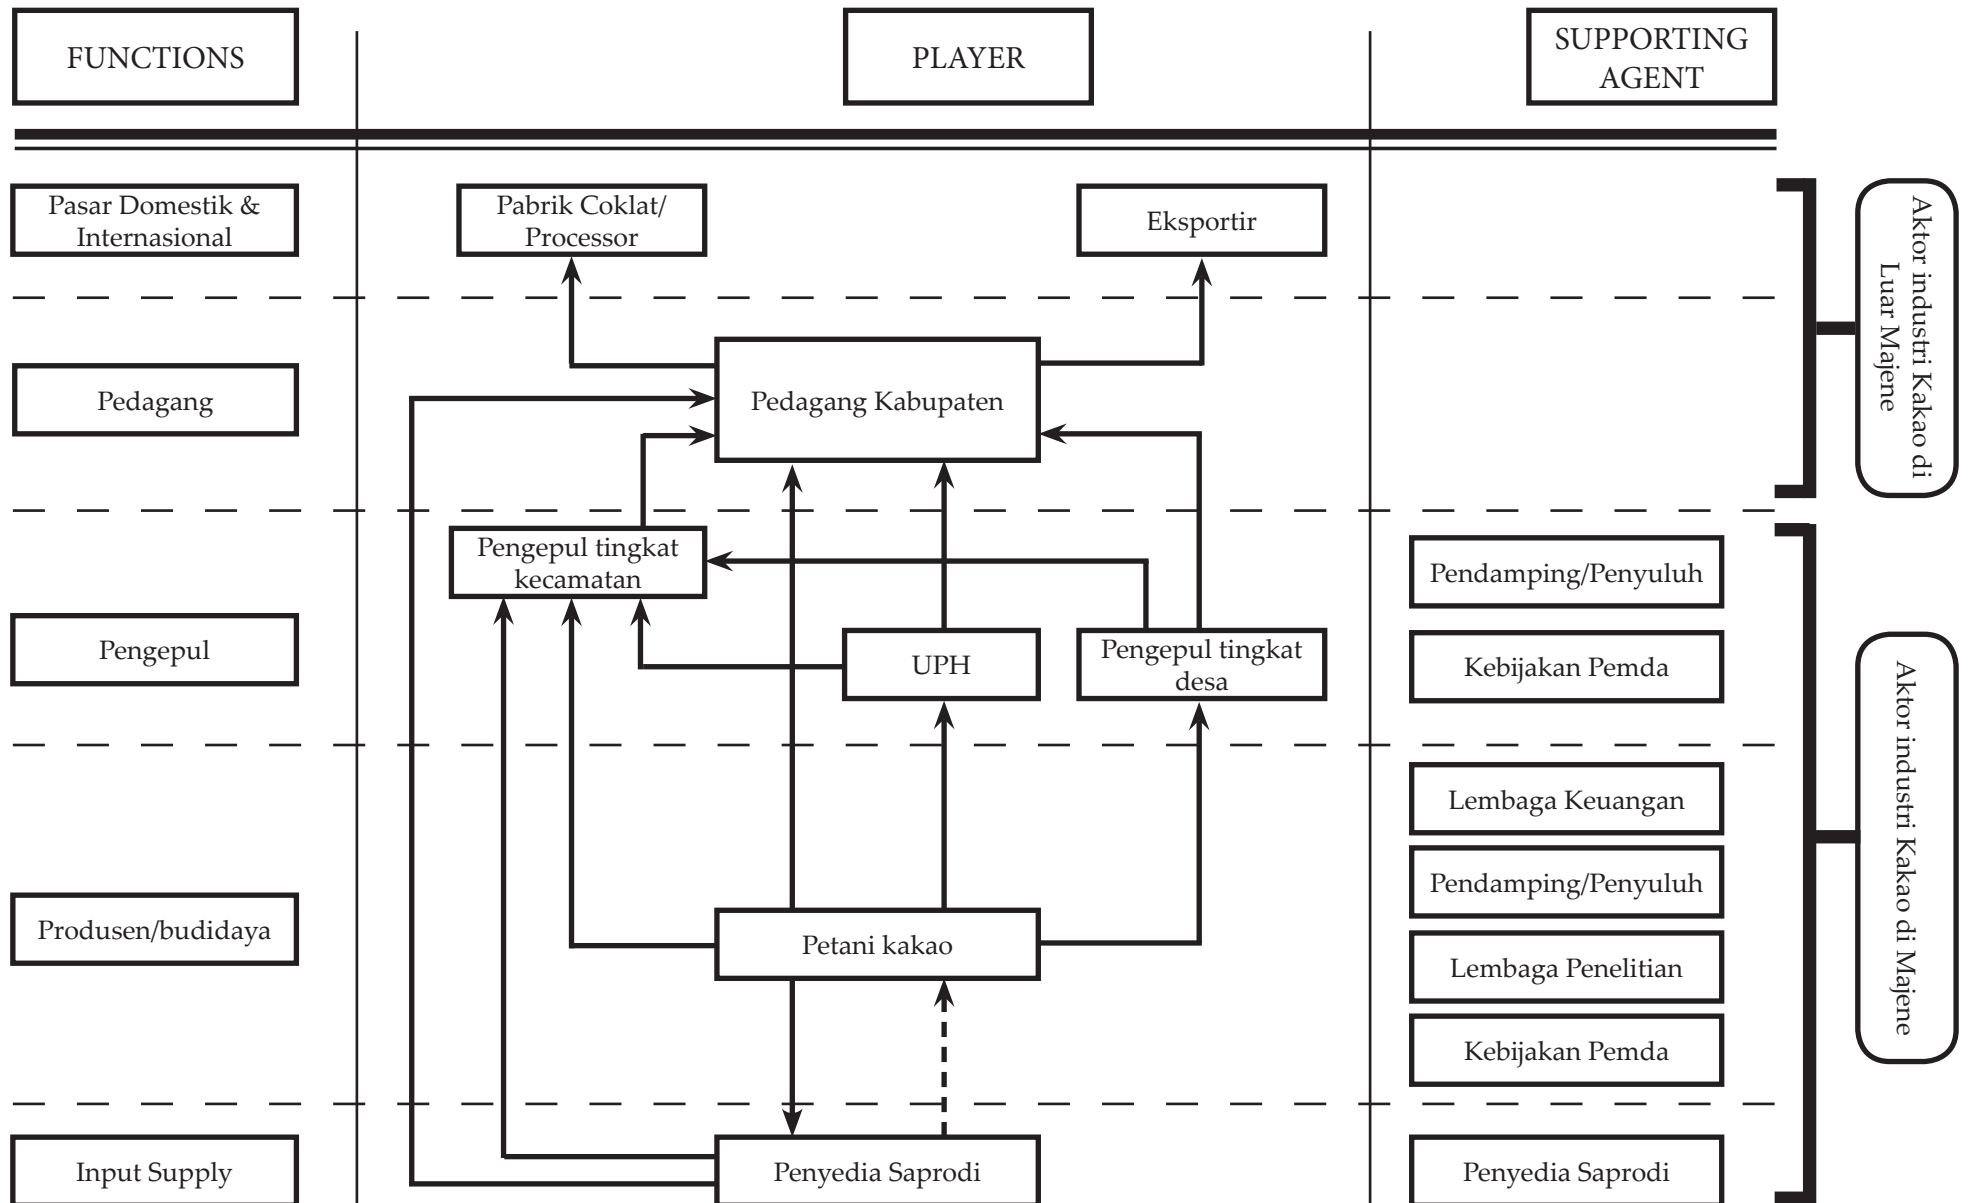 FUNCTIONS
PLAYER
SUPPORTING
AGENT
Pasar Domestik &
Internasional
Pabrik Coklat/
Processor
Eksportir
Aktor industri Kakao di
Luar Majene
Pedagang
Pedagang Kabupaten
Pengepul tingkat
kecamatan
Pendamping/Penyuluh
Pengepul
UPH
Pengepul tingkat
desa
Kebijakan Pemda
Aktor industri Kakao di Majene
Lembaga Keuangan
Pendamping/Penyuluh
Produsen/budidaya
Petani kakao
Lembaga Penelitian
Kebijakan Pemda
Input Supply
Penyedia Saprodi
Penyedia Saprodi